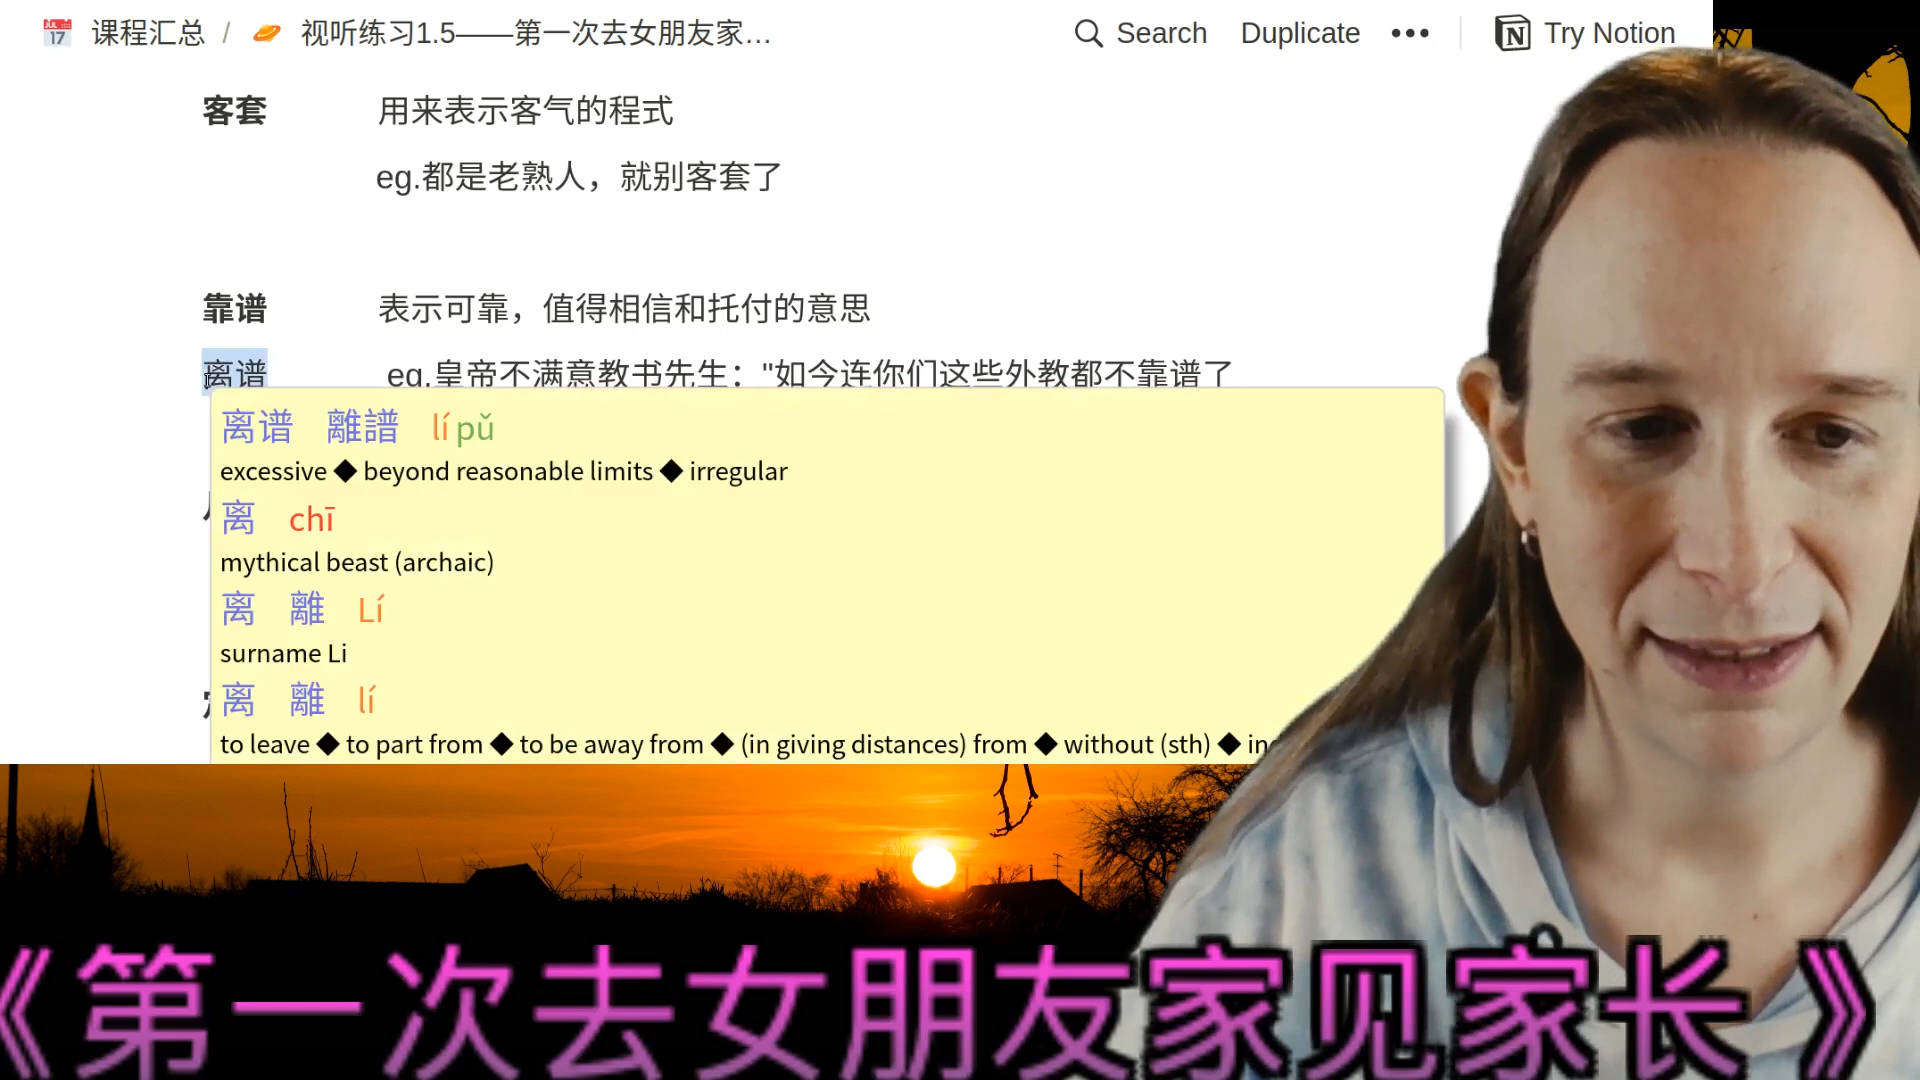 JUL
17
课程汇总 / 视听练习1.5——第一次去女朋友家… Search Duplicate ••• Try Notion
客套 用来表示客气的程式
eg.都是老熟人，就别客套了
靠谱 表示可靠，值得相信和托付的意思
离谱 eg.皇帝不满意教书先生："如今连你们这些外教都不靠谱了
离谱 離譜 lí pǔ
excessive ◆ beyond reasonable limits ◆ irregular
离 chī
mythical beast (archaic)
离 離 Lí
surname Li
离 離 lí
to leave ◆ to part from ◆ to be away from ◆ (in giving distances) from ◆ without (sth) ◆
《第一次去女朋友家见家长》